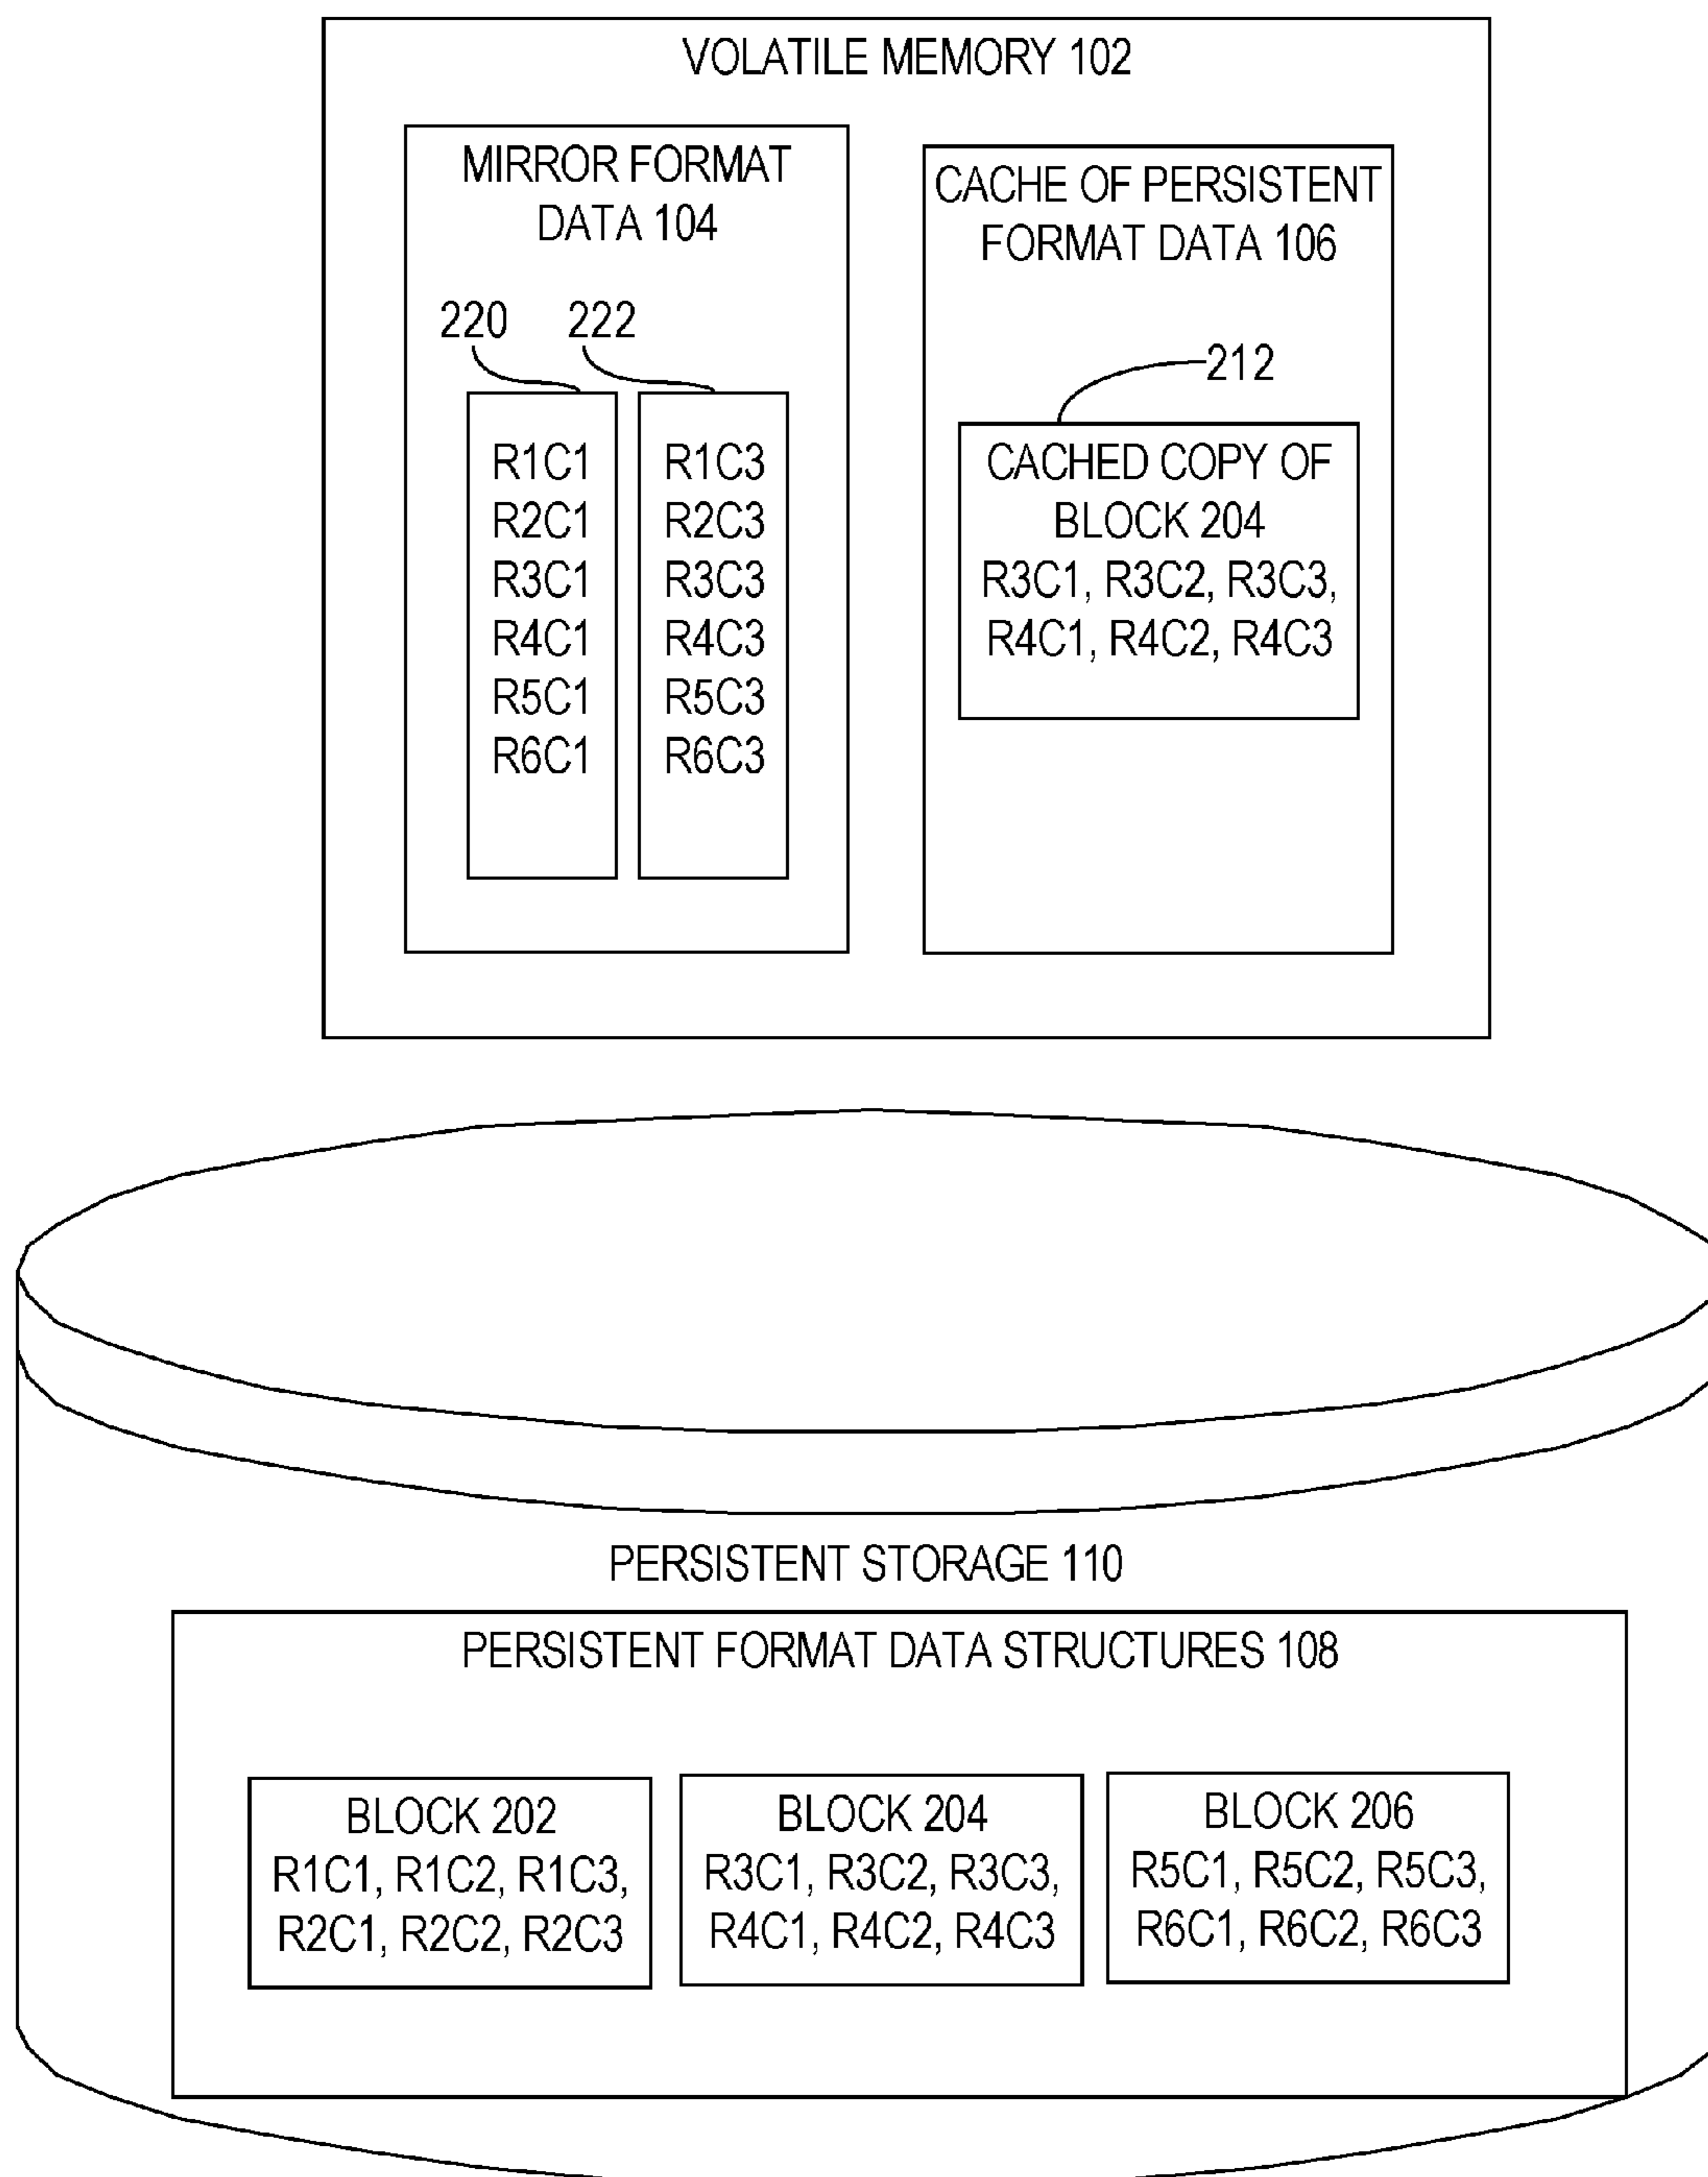 VOLATILE MEMORY 102
MIRROR FORMAT
DATA 104
220
222
R1C1
R2C1
R3C1
R4C1
R5C1
R6C1
R1C3
R2C3
R3C3
R4C3
R5C3
R6C3
CACHE OF PERSISTENT
FORMAT DATA 106
212
CACHED COPY OF
BLOCK 204
R3C1, R3C2, R3C3,
R4C1, R4C2, R4C3
PERSISTENT STORAGE 110
PERSISTENT FORMAT DATA STRUCTURES 108
BLOCK 202
R1C1, R1C2, R1C3,
R2C1, R2C2, R2C3
BLOCK 204
R3C1, R3C2, R3C3,
R4C1, R4C2, R4C3
BLOCK 206
R5C1, R5C2, R5C3,
R6C1, R6C2, R6C3